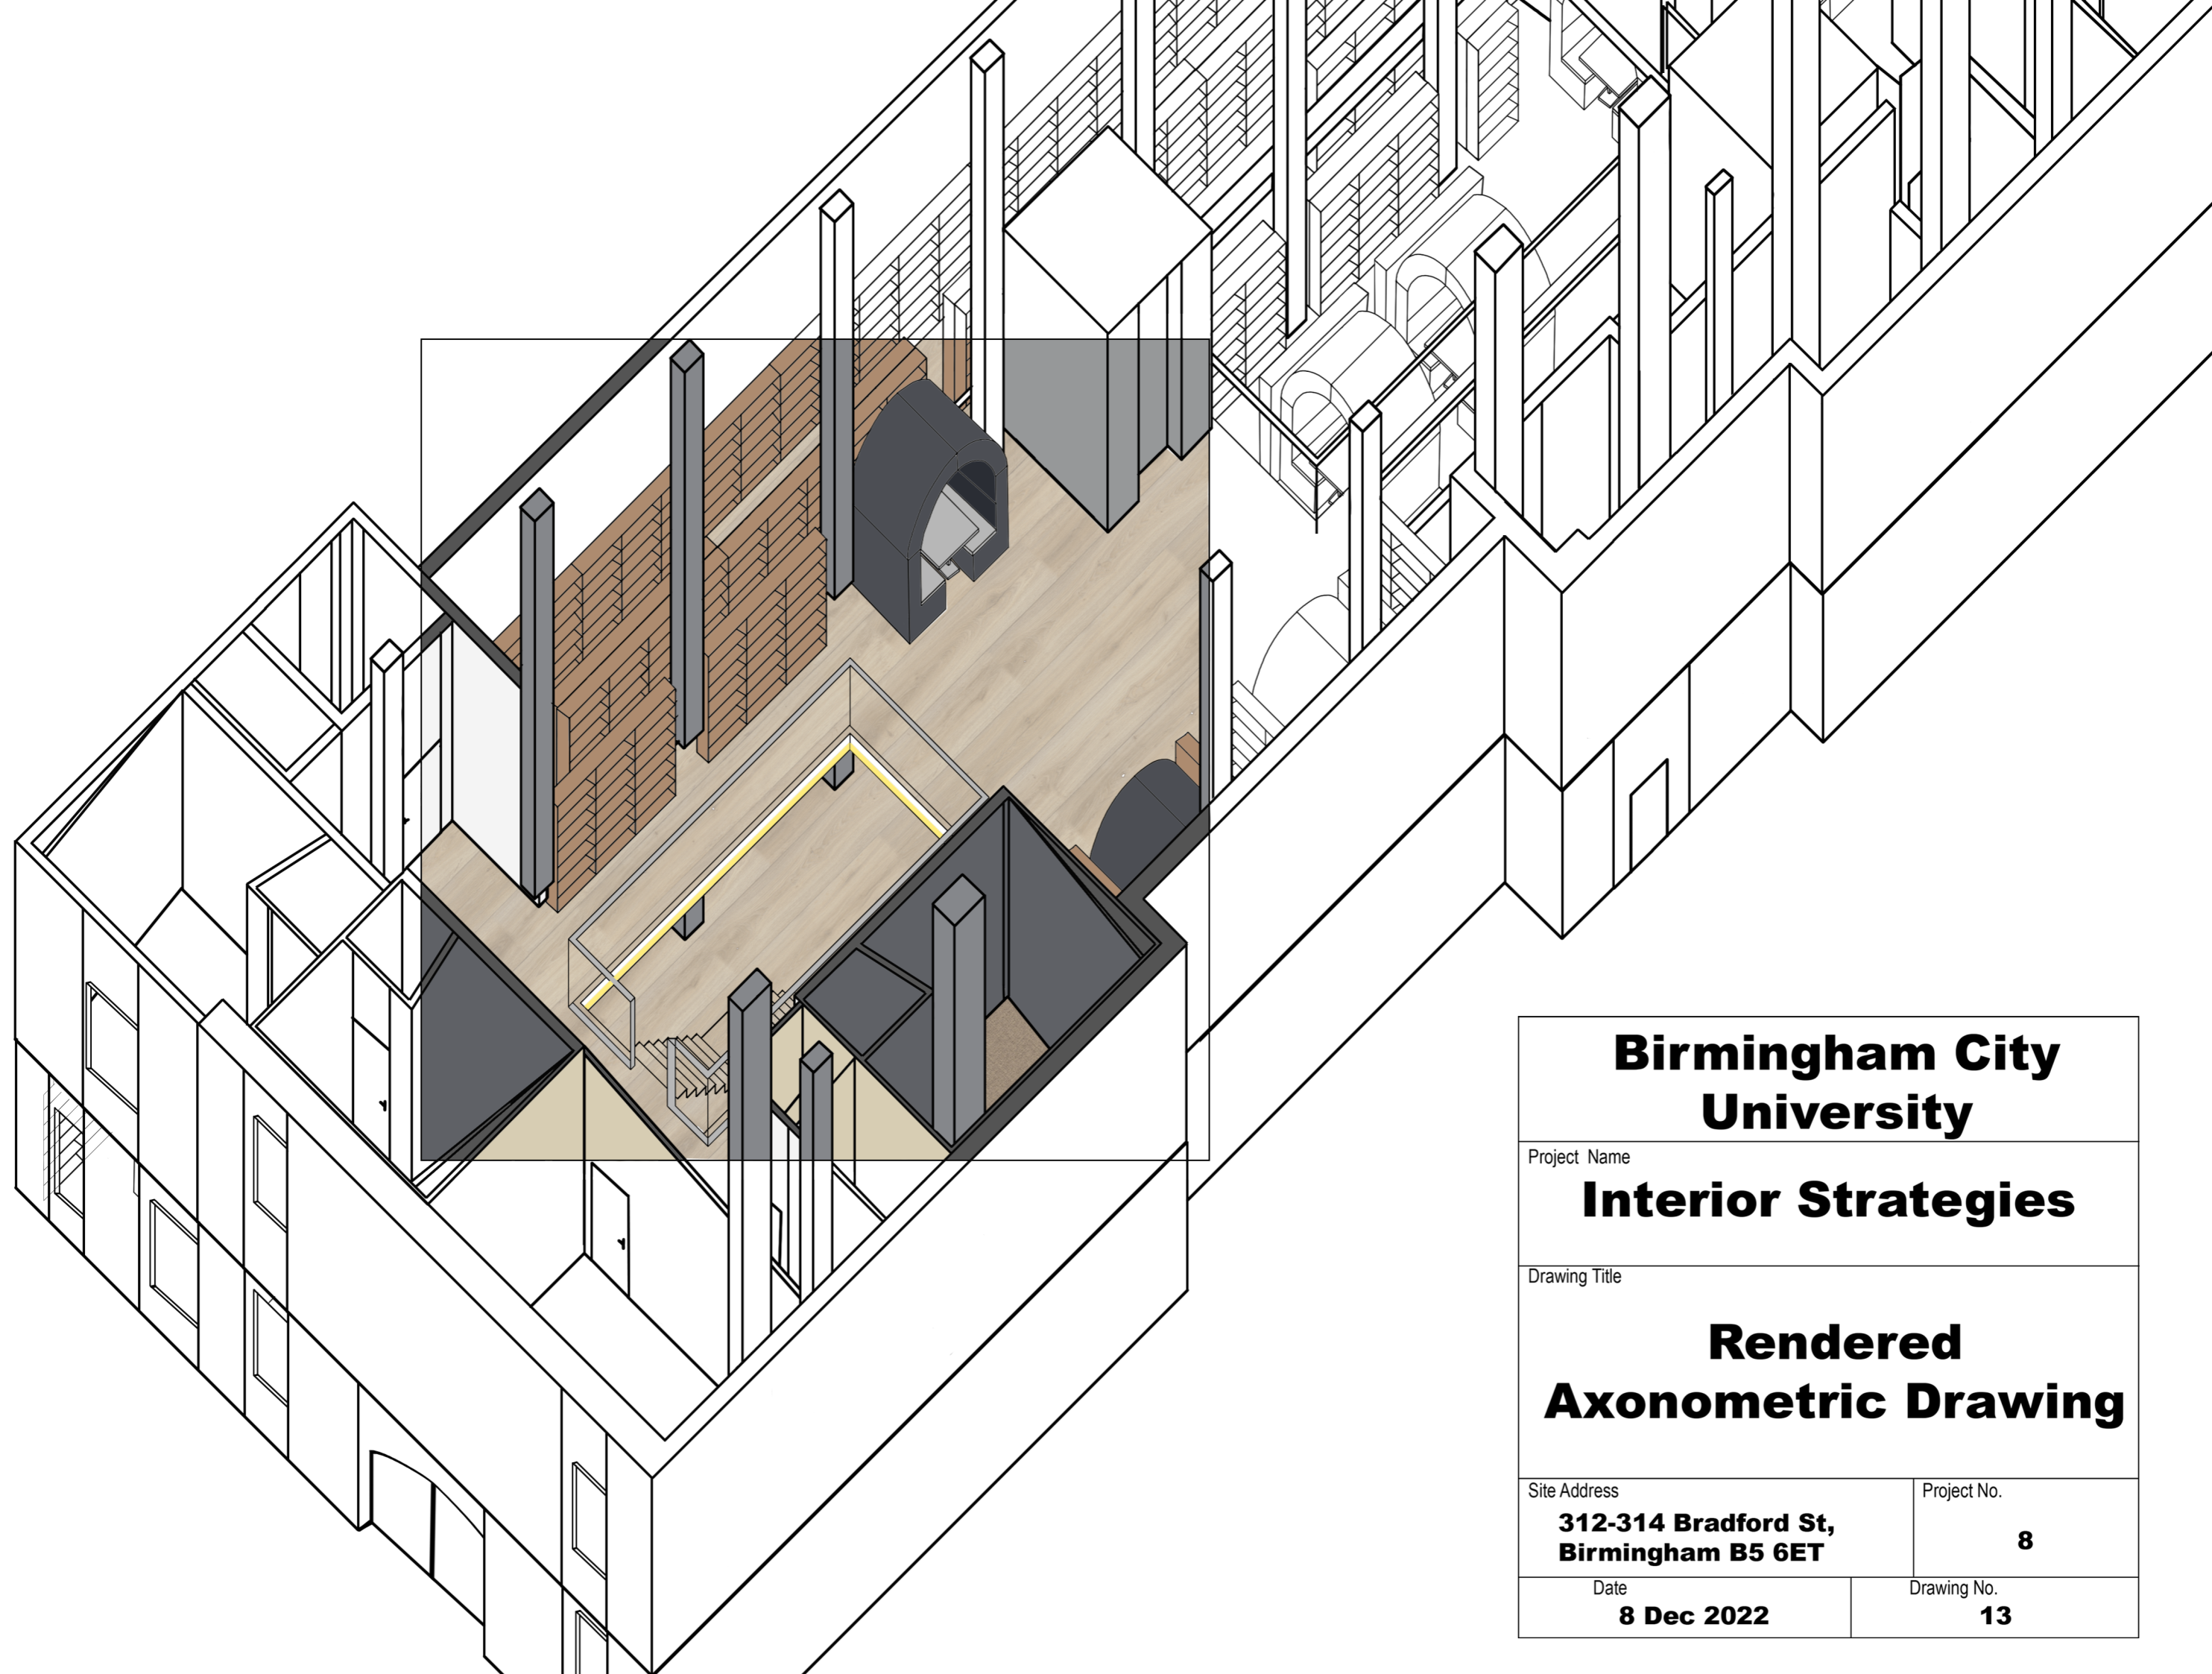 Birmingham City
University
Project Name
Interior Strategies
Drawing Title
Rendered
Axonometric Drawing
Site Address
312-314 Bradford St,
Birmingham B5 6ET
Project No.
8
Date
8 Dec 2022
Drawing No.
13